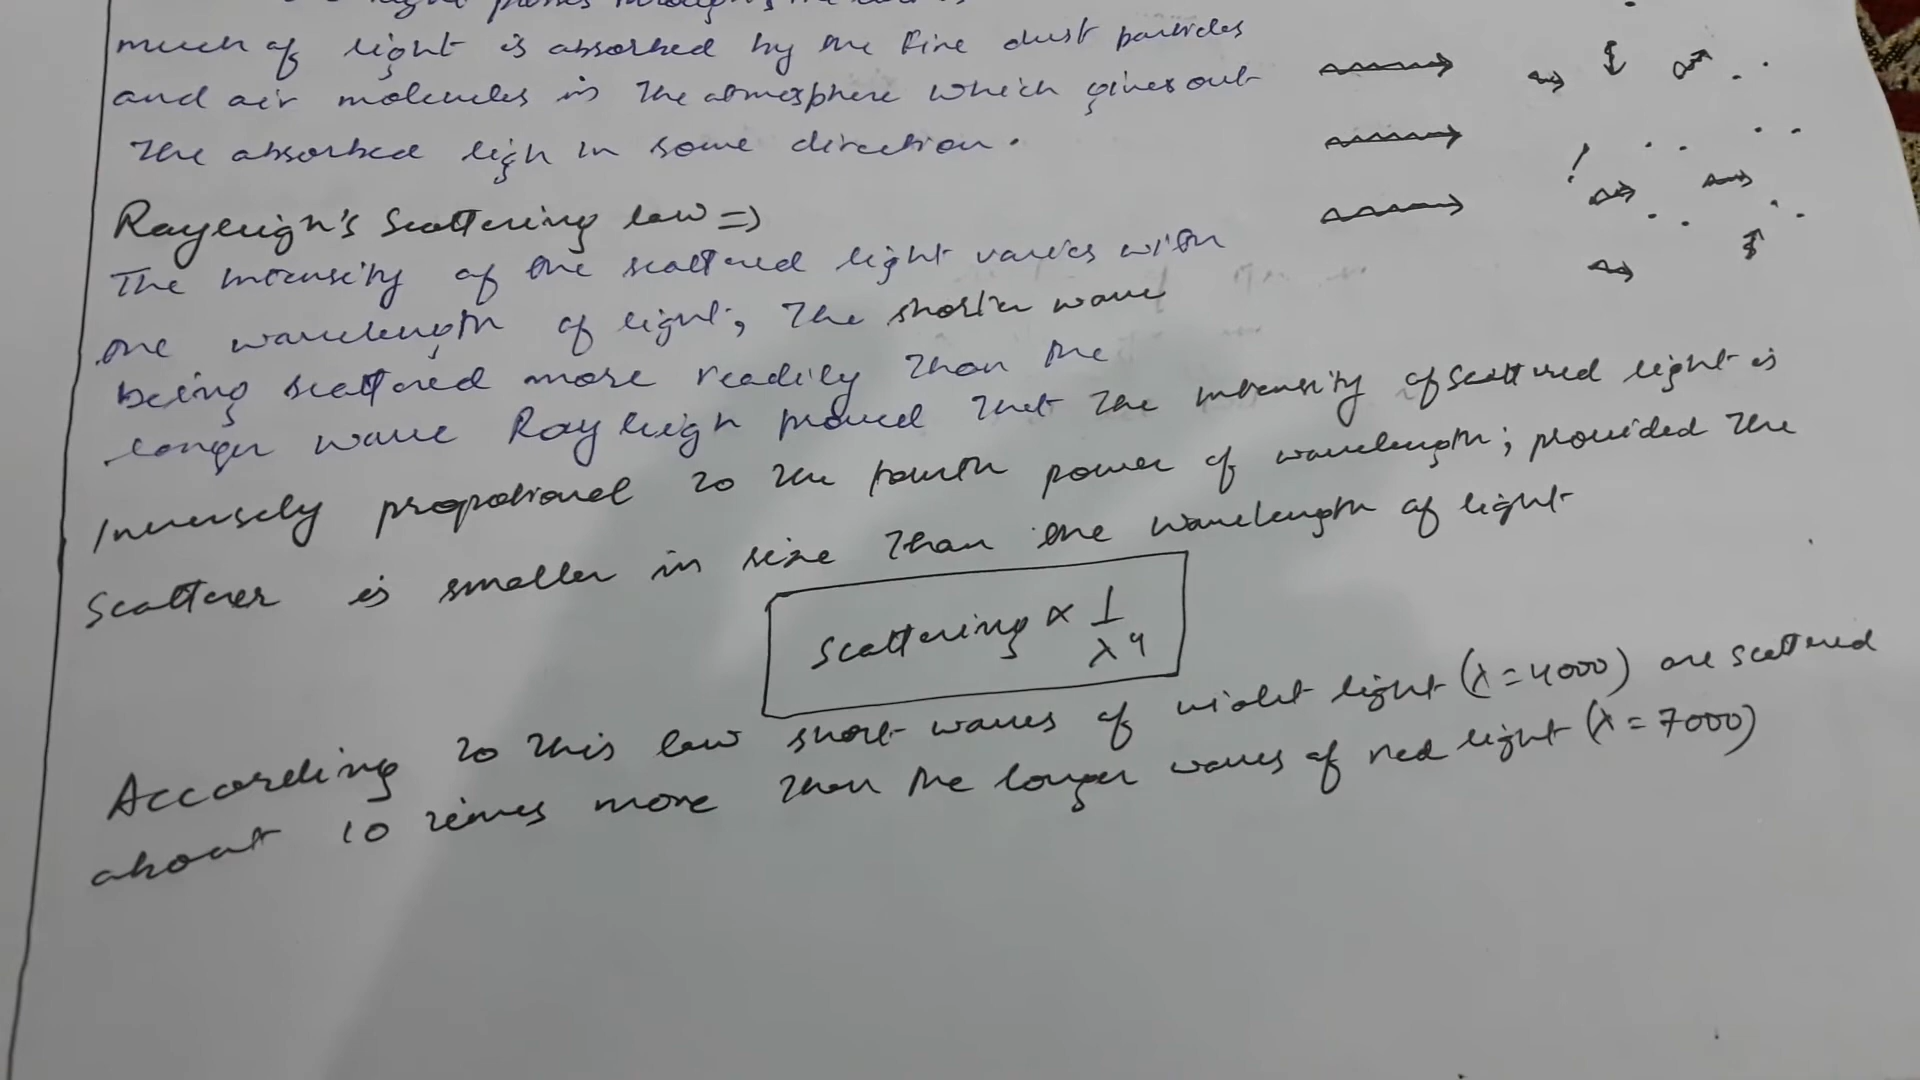 light passes through the
much of light is absorbed by the fine dust particles
and air molecules in the atmosphere which gives out
the absorbed ligh in some direction.
Rayleigh's Scattering law =>
The intensity of the scattered light varies with
the wavelength of light, The shorter wave
being scattered more readily than the
longer wave Rayleigh proved that the intensity of scattered light is
Inversely propotional to the fourth power of wavelength; provided the
Scatterer is smaller in size than the wavelength of light
Scattering ∝ 1/λ⁴
According to this law short waves of violet light (λ = 4000) are scattered
about 10 times more than the longer waves of red light (λ = 7000)